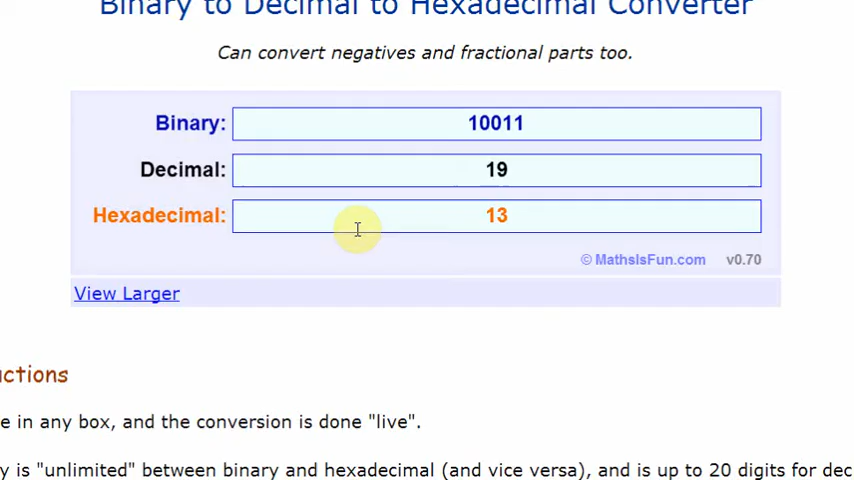 Binary to Decimal to Hexadecimal Converter
Can convert negatives and fractional parts too.
Binary: 10011
Decimal: 19
Hexadecimal: 13
© MathsIsFun.com v0.70
View Larger
uctions
e in any box, and the conversion is done "live".
y is "unlimited" between binary and hexadecimal (and vice versa), and is up to 20 digits for dec